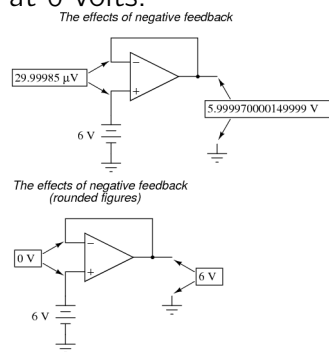 at 6 volts.
The effects of negative feedback
29.99985 μV
−
+
5.999970000149999 V
6 V
The effects of negative feedback
(rounded figures)
0 V
−
+
6 V
6 V